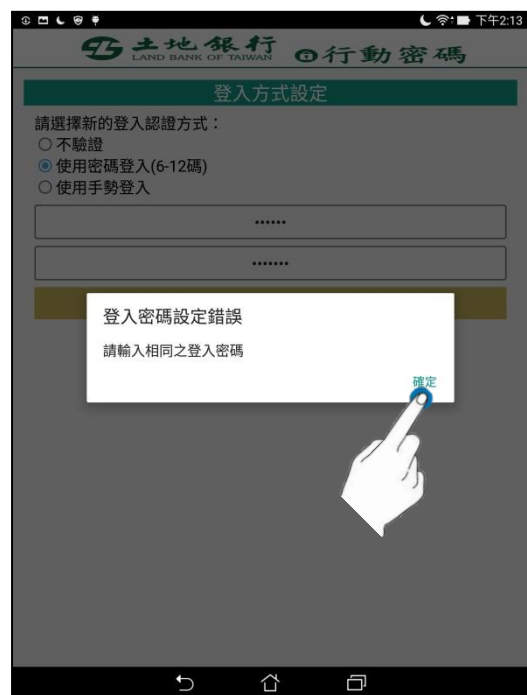 下午2:13
土地銀行
LAND BANK OF TAIWAN
行動密碼
登入方式設定
請選擇新的登入認證方式：
不驗證
使用密碼登入(6-12碼)
使用手勢登入
••••••
•••••••
登入密碼設定錯誤
請輸入相同之登入密碼
確定